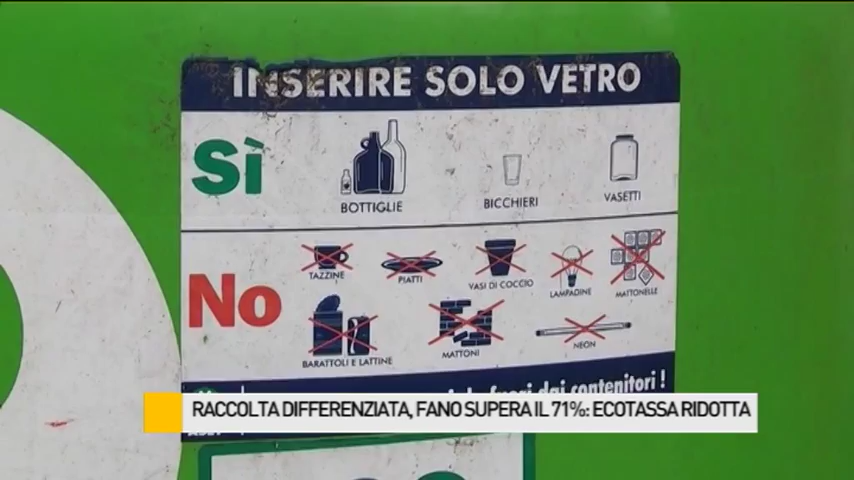 INSERIRE SOLO VETRO
Sì
BOTTIGLIE
BICCHIERI
VASETTI
No
TAZZINE
PIATTI
VASI DI COCCIO
LAMPADINE
MATTONELLE
BARATTOLI E LATTINE
MATTONI
NEON
fuori dai contenitori !
RACCOLTA DIFFERENZIATA, FANO SUPERA IL 71%: ECOTASSA RIDOTTA